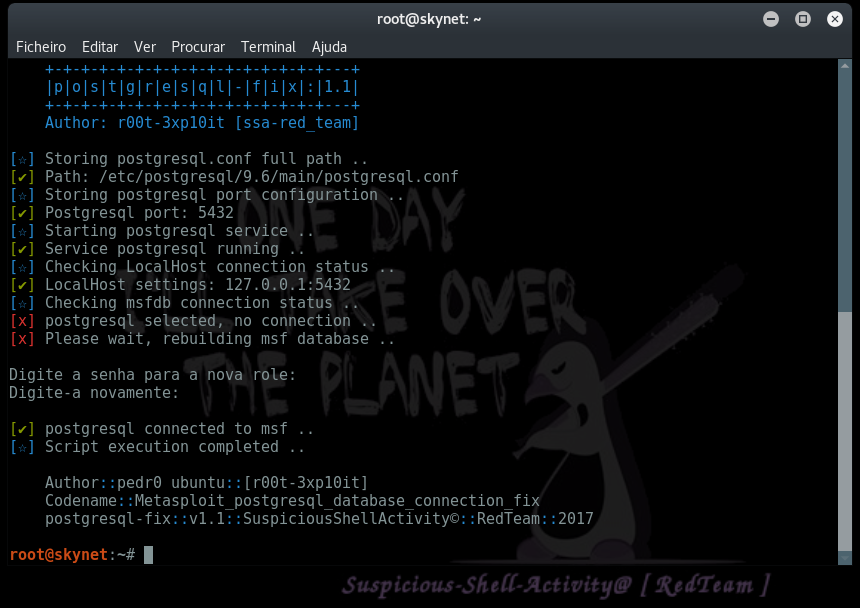 root@skynet: ~
Ficheiro Editar Ver Procurar Terminal Ajuda
+-+-+-+-+-+-+-+-+-+-+-+-+-+-+-+---+
|p|o|s|t|g|r|e|s|q|l|-|f|i|x|:|1.1|
+-+-+-+-+-+-+-+-+-+-+-+-+-+-+-+---+
Author: r00t-3xp10it [ssa-red_team]
[☆] Storing postgresql.conf full path ..
[✔] Path: /etc/postgresql/9.6/main/postgresql.conf
[☆] Storing postgresql port configuration ..
[✔] Postgresql port: 5432
[☆] Starting postgresql service ..
[✔] Service postgresql running ..
[☆] Checking LocalHost connection status ..
[✔] LocalHost settings: 127.0.0.1:5432
[☆] Checking msfdb connection status ..
[x] postgresql selected, no connection ..
[x] Please wait, rebuilding msf database ..
Digite a senha para a nova role:
Digite-a novamente:
[✔] postgresql connected to msf ..
[☆] Script execution completed ..
Author::pedr0 ubuntu::[r00t-3xp10it]
Codename::Metasploit_postgresql_database_connection_fix
postgresql-fix::v1.1::SuspiciousShellActivity©::RedTeam::2017
root@skynet:~#
ONE DAY
I'LL TAKE OVER
THE PLANET
Suspicious-Shell-Activity@ [ RedTeam ]